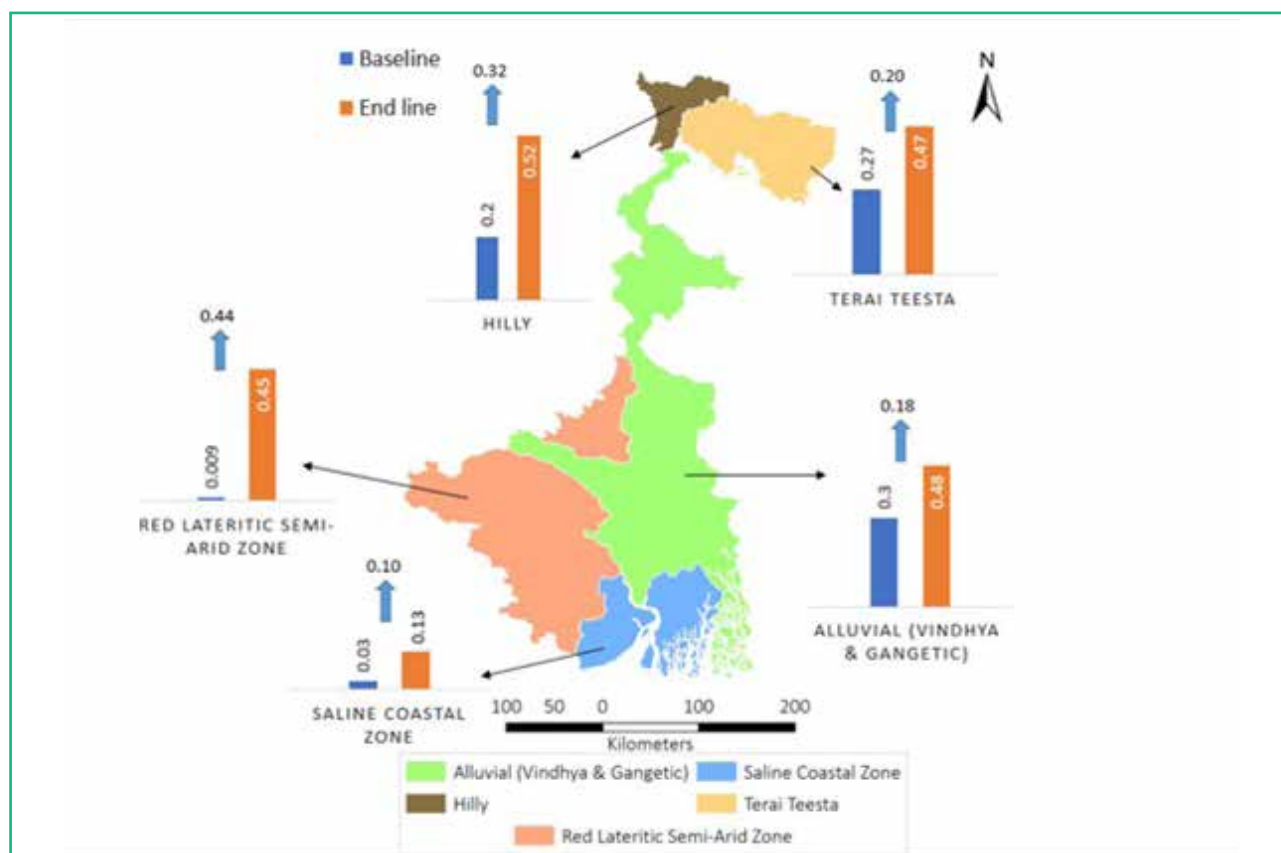 Baseline
End line
0.32
0.2
0.52
HILLY
N
0.20
0.27
0.47
TERAI TEESTA
0.44
0.009
0.45
RED LATERITIC SEMI-
ARID ZONE
0.18
0.3
0.48
ALLUVIAL (VINDHYA
& GANGETIC)
0.10
0.03
0.13
SALINE COASTAL
ZONE
100 50 0 100 200
Kilometers
Alluvial (Vindhya & Gangetic)
Saline Coastal Zone
Hilly
Terai Teesta
Red Lateritic Semi-Arid Zone